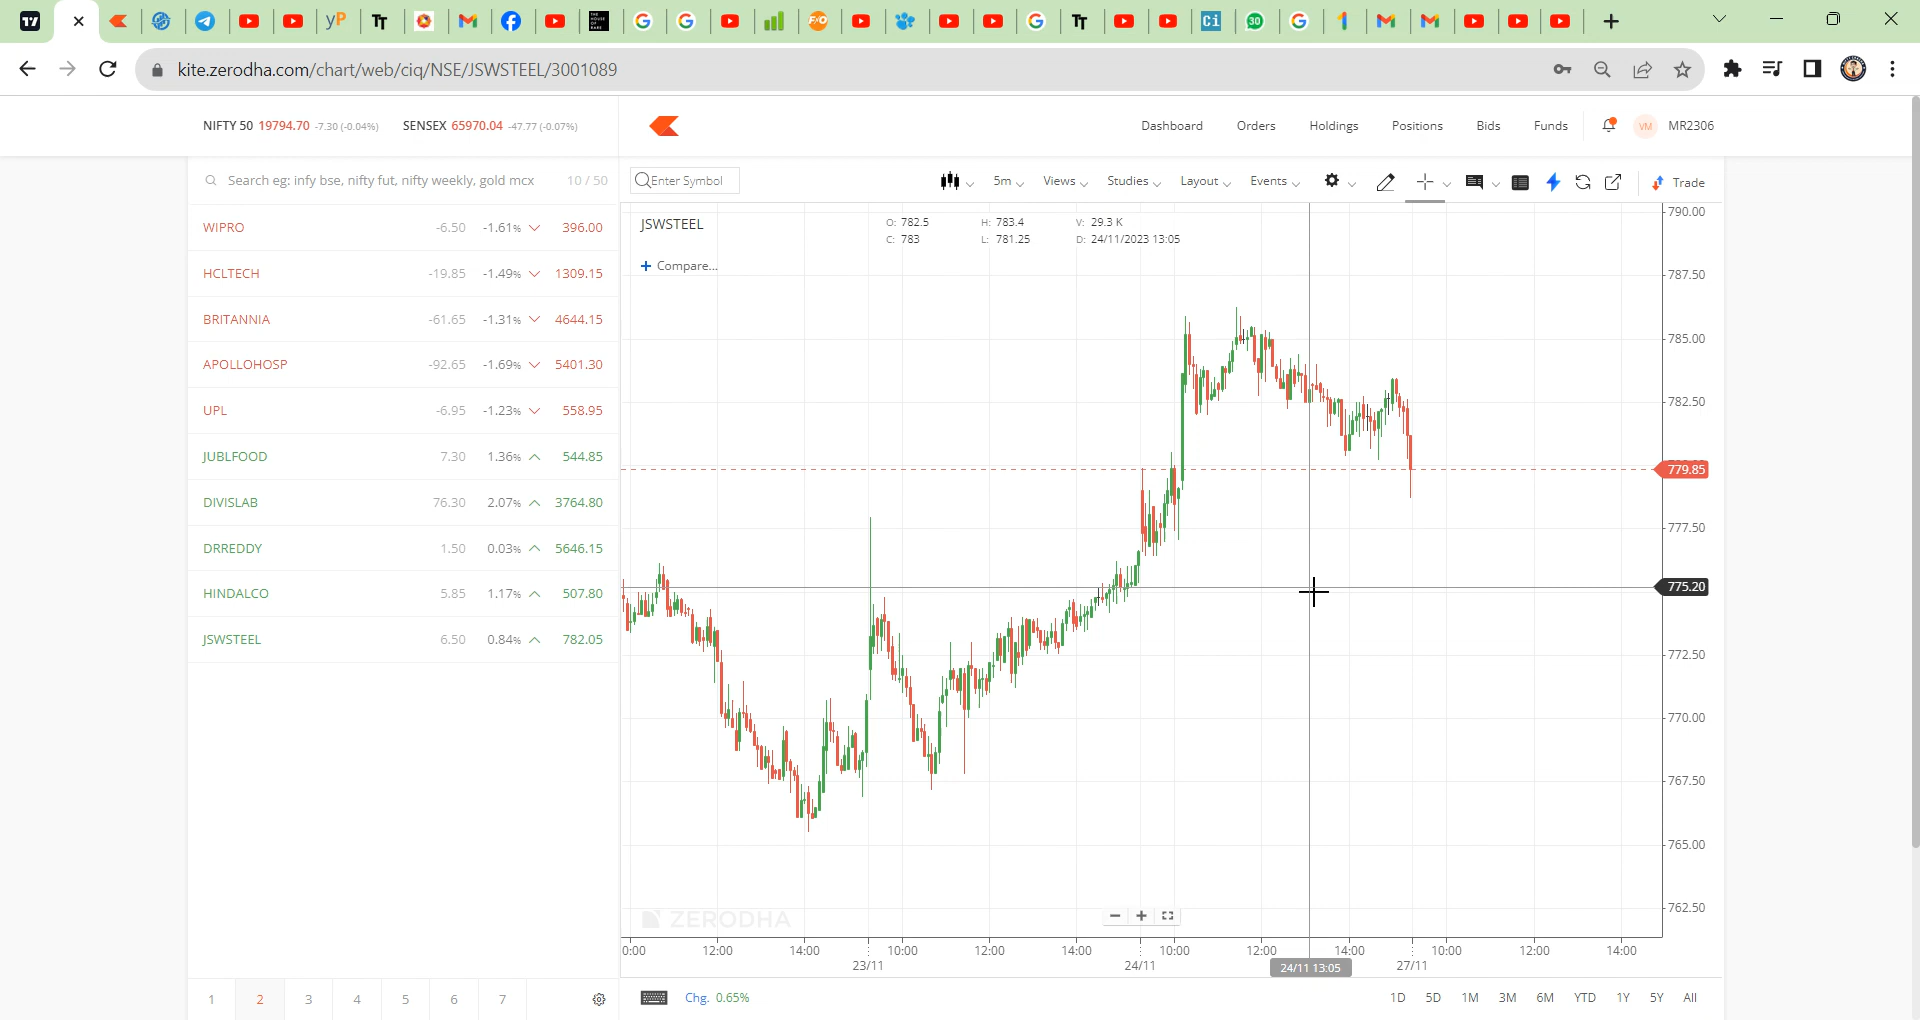 yP
Tt
THE HOUSE OF RARE
F/O
Tt
Ci
30
kite.zerodha.com/chart/web/ciq/NSE/JSWSTEEL/3001089
NIFTY 50 19794.70 -7.30 (-0.04%) SENSEX 65970.04 -47.77 (-0.07%)
Dashboard Orders Holdings Positions Bids Funds VM MR2306
Search eg: infy bse, nifty fut, nifty weekly, gold mcx 10 / 50
Enter Symbol 5m Views Studies Layout Events Trade
WIPRO -6.50 -1.61% 396.00
HCLTECH -19.85 -1.49% 1309.15
BRITANNIA -61.65 -1.31% 4644.15
APOLLOHOSP -92.65 -1.69% 5401.30
UPL -6.95 -1.23% 558.95
JUBLFOOD 7.30 1.36% 544.85
DIVISLAB 76.30 2.07% 3764.80
DRREDDY 1.50 0.03% 5646.15
HINDALCO 5.85 1.17% 507.80
JSWSTEEL 6.50 0.84% 782.05
1 2 3 4 5 6 7
JSWSTEEL
O: 782.5 H: 783.4 V: 29.3 K
C: 783 L: 781.25 D: 24/11/2023 13:05
+ Compare...
790.00
787.50
785.00
782.50
779.85
777.50
775.20
772.50
770.00
767.50
765.00
762.50
ZERODHA
0:00 12:00 14:00 10:00 12:00 14:00 10:00 12:00 14:00 10:00 12:00 14:00
23/11 24/11 24/11 13:05 27/11
Chg. 0.65%
1D 5D 1M 3M 6M YTD 1Y 5Y All